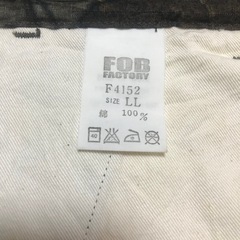 FOB
FACTORY
F4152
SIZE LL
綿 100%